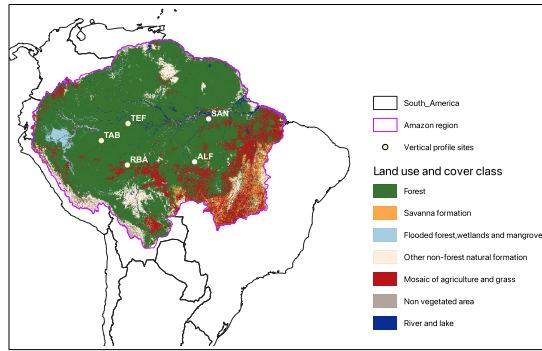 TEF
SAN
TAB
RBA
ALF
South_America
Amazon region
Vertical profile sites
Land use and cover class
Forest
Savanna formation
Flooded forest,wetlands and mangrove
Other non-forest natural formation
Mosaic of agriculture and grass
Non vegetated area
River and lake